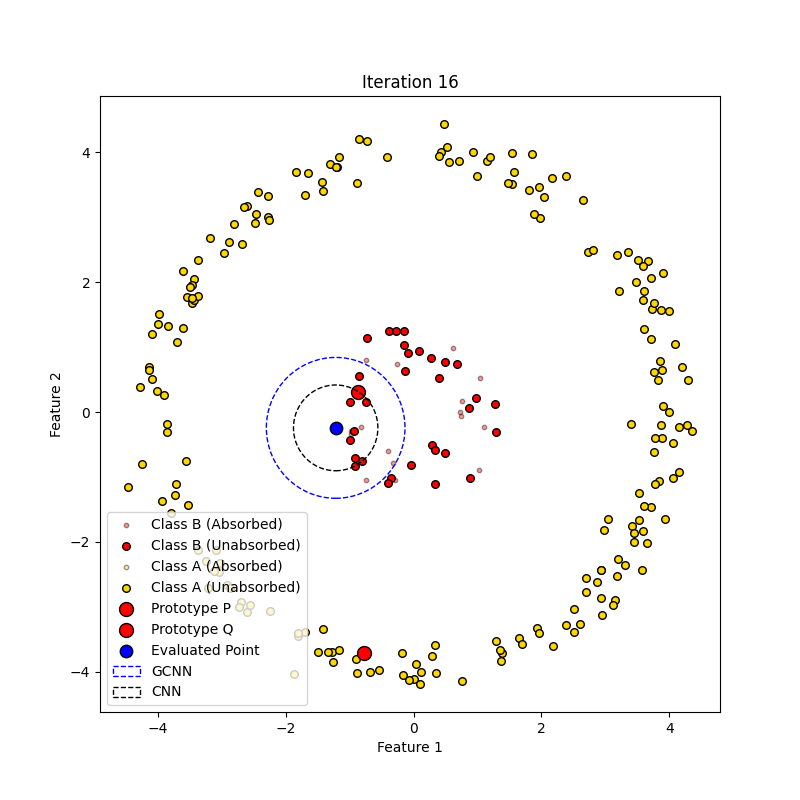 Iteration 16
Feature 2
4
2
0
−2
−4
Class B (Absorbed)
Class B (Unabsorbed)
Class A (Absorbed)
Class A (Unabsorbed)
Prototype P
Prototype Q
Evaluated Point
GCNN
CNN
−4 −2 0 2 4
Feature 1